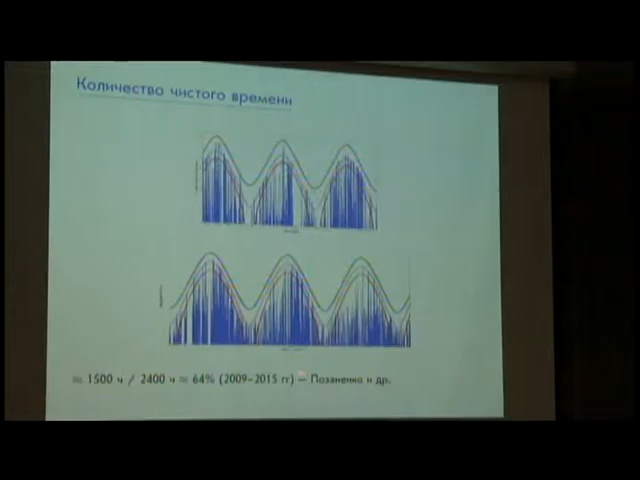 Количество чистого времени
≈ 1500 ч / 2400 ч ≈ 64% (2009–2015 гг) — Позаненко и др.